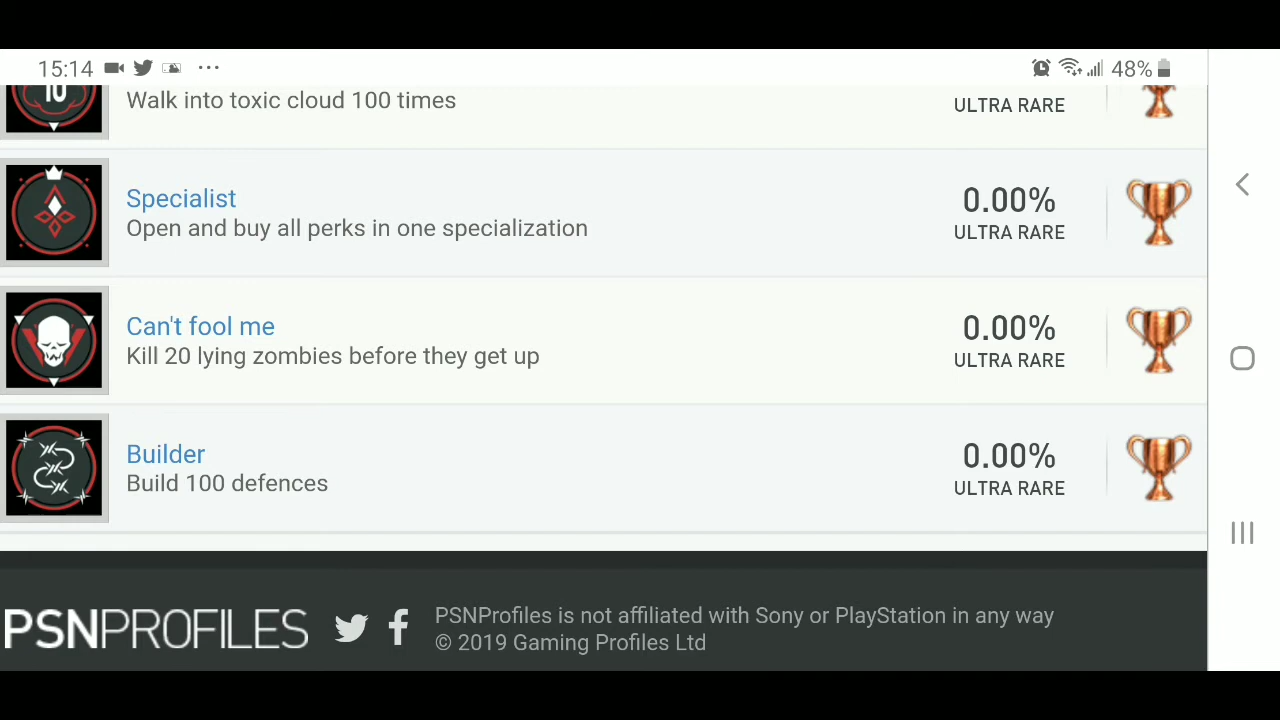 15:14 48%
Walk into toxic cloud 100 times
ULTRA RARE
Specialist
Open and buy all perks in one specialization
0.00%
ULTRA RARE
Can't fool me
Kill 20 lying zombies before they get up
0.00%
ULTRA RARE
Builder
Build 100 defences
0.00%
ULTRA RARE
PSNPROFILES
PSNProfiles is not affiliated with Sony or PlayStation in any way
© 2019 Gaming Profiles Ltd